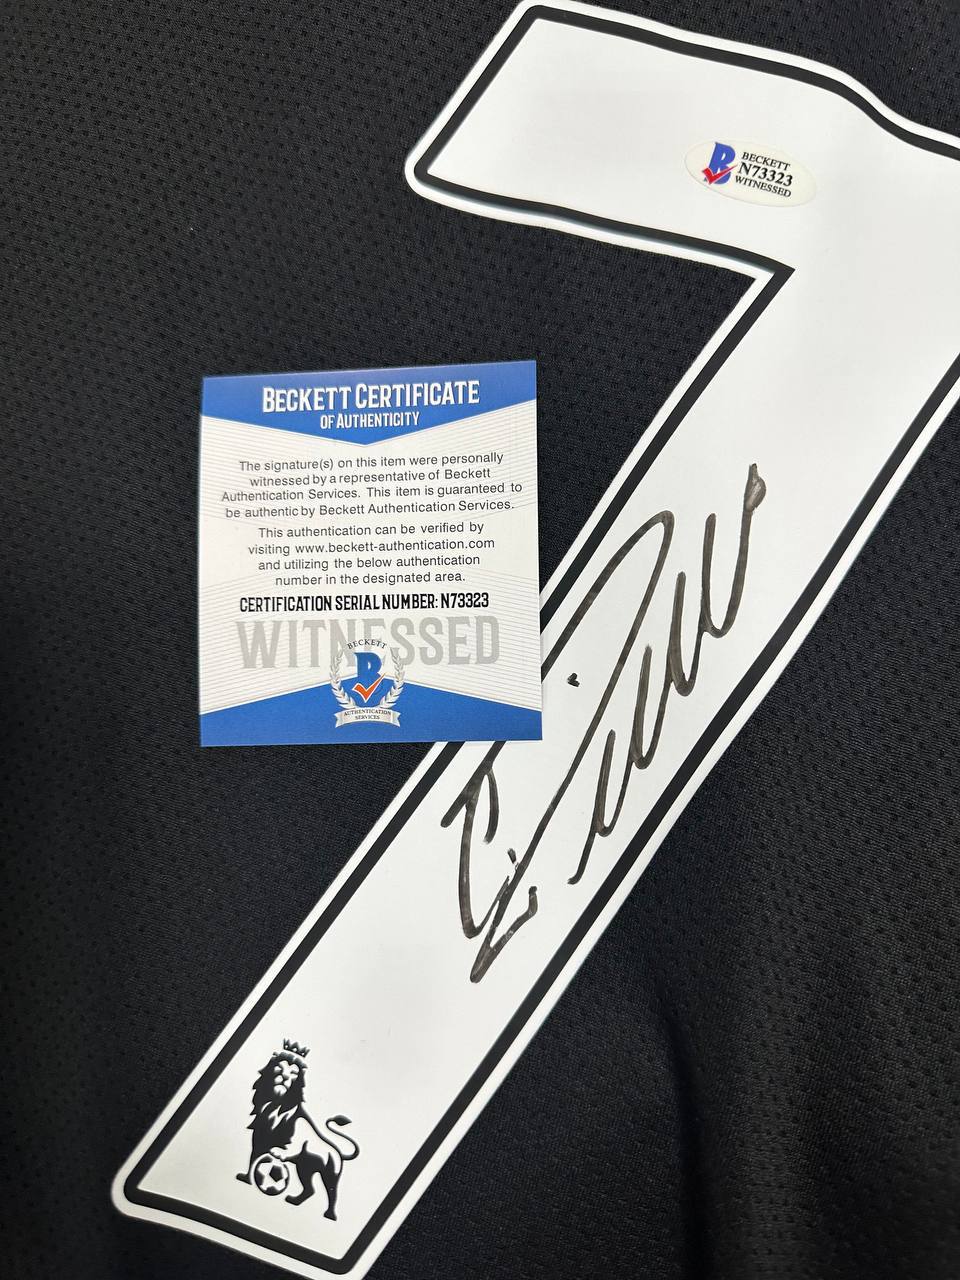 BECKETT
N73323
WITNESSED
BECKETT CERTIFICATE
OF AUTHENTICITY
The signature(s) on this item were personally
witnessed by a representative of Beckett
Authentication Services. This item is guaranteed to
be authentic by Beckett Authentication Services.
This authentication can be verified by
visiting www.beckett-authentication.com
and utilizing the below authentication
number in the designated area.
CERTIFICATION SERIAL NUMBER: N73323
WITNESSED
BECKETT
B
AUTHENTICATION
SERVICES
7